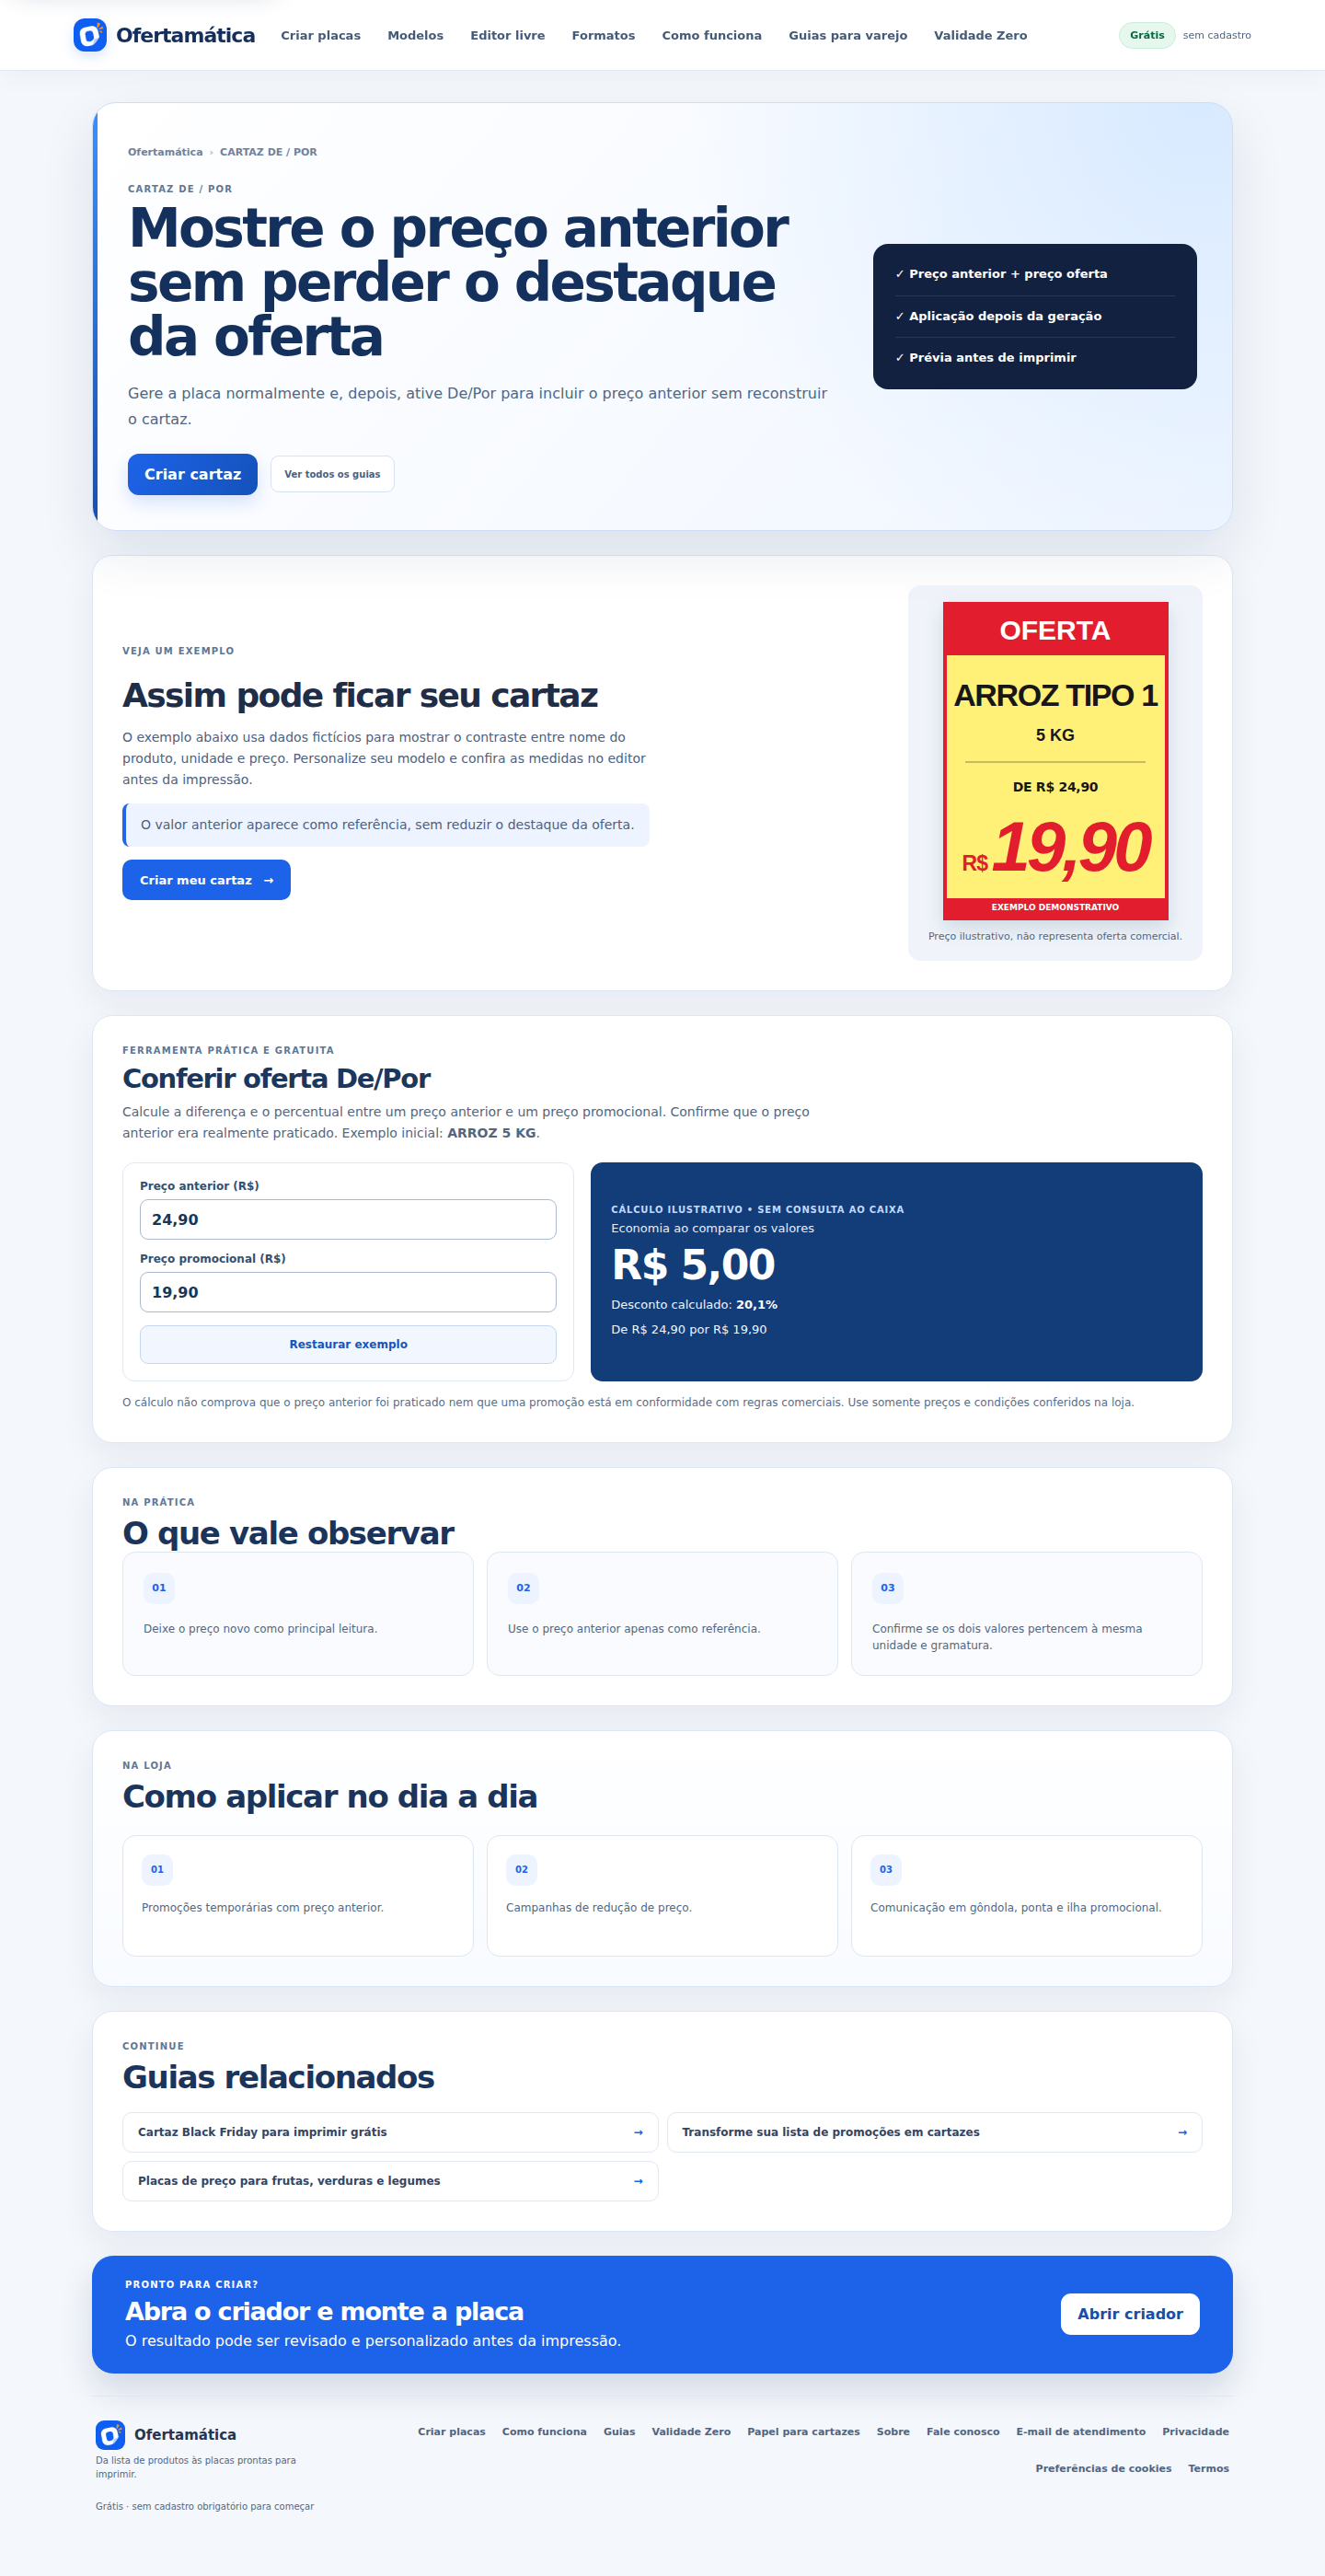 Ofertamática
Criar placas
Modelos
Editor livre
Formatos
Como funciona
Guias para varejo
Validade Zero
Grátis
sem cadastro
Ofertamática › CARTAZ DE / POR
CARTAZ DE / POR
Mostre o preço anterior
sem perder o destaque
da oferta
Gere a placa normalmente e, depois, ative De/Por para incluir o preço anterior sem reconstruir
o cartaz.
Criar cartaz
Ver todos os guias
✓ Preço anterior + preço oferta
✓ Aplicação depois da geração
✓ Prévia antes de imprimir
VEJA UM EXEMPLO
Assim pode ficar seu cartaz
O exemplo abaixo usa dados fictícios para mostrar o contraste entre nome do
produto, unidade e preço. Personalize seu modelo e confira as medidas no editor
antes da impressão.
O valor anterior aparece como referência, sem reduzir o destaque da oferta.
Criar meu cartaz →
OFERTA
ARROZ TIPO 1
5 KG
DE R$ 24,90
R$ 19,90
EXEMPLO DEMONSTRATIVO
Preço ilustrativo, não representa oferta comercial.
FERRAMENTA PRÁTICA E GRATUITA
Conferir oferta De/Por
Calcule a diferença e o percentual entre um preço anterior e um preço promocional. Confirme que o preço
anterior era realmente praticado. Exemplo inicial: ARROZ 5 KG.
Preço anterior (R$)
24,90
Preço promocional (R$)
19,90
Restaurar exemplo
CÁLCULO ILUSTRATIVO • SEM CONSULTA AO CAIXA
Economia ao comparar os valores
R$ 5,00
Desconto calculado: 20,1%
De R$ 24,90 por R$ 19,90
O cálculo não comprova que o preço anterior foi praticado nem que uma promoção está em conformidade com regras comerciais. Use somente preços e condições conferidos na loja.
NA PRÁTICA
O que vale observar
01
Deixe o preço novo como principal leitura.
02
Use o preço anterior apenas como referência.
03
Confirme se os dois valores pertencem à mesma
unidade e gramatura.
NA LOJA
Como aplicar no dia a dia
01
Promoções temporárias com preço anterior.
02
Campanhas de redução de preço.
03
Comunicação em gôndola, ponta e ilha promocional.
CONTINUE
Guias relacionados
Cartaz Black Friday para imprimir grátis →
Transforme sua lista de promoções em cartazes →
Placas de preço para frutas, verduras e legumes →
PRONTO PARA CRIAR?
Abra o criador e monte a placa
O resultado pode ser revisado e personalizado antes da impressão.
Abrir criador
Ofertamática
Da lista de produtos às placas prontas para
imprimir.
Grátis · sem cadastro obrigatório para começar
Criar placas
Como funciona
Guias
Validade Zero
Papel para cartazes
Sobre
Fale conosco
E-mail de atendimento
Privacidade
Preferências de cookies
Termos